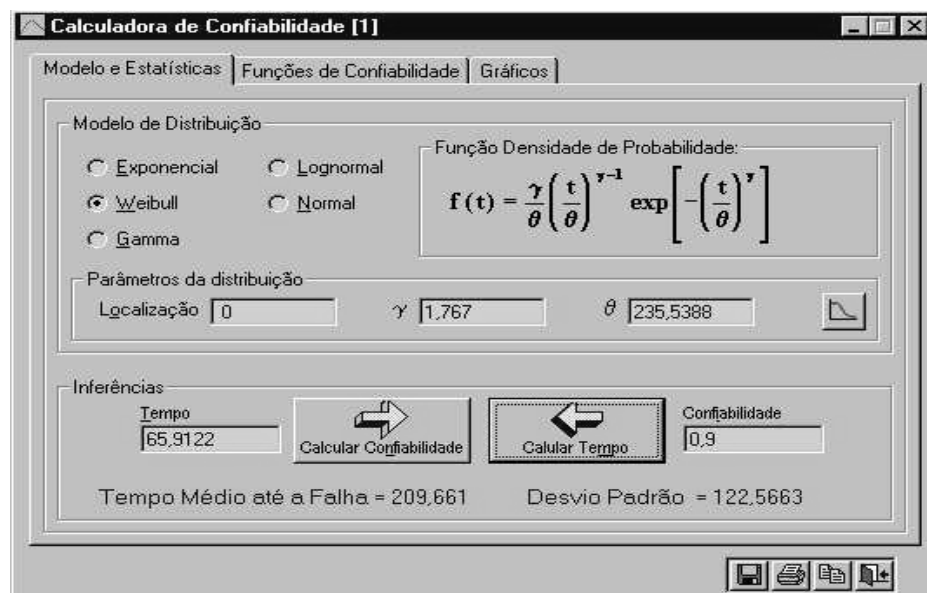 Calculadora de Confiabilidade [1]
Modelo e Estatísticas
Funções de Confiabilidade
Gráficos
Modelo de Distribuição
Exponencial
Lognormal
Weibull
Normal
Gamma
Função Densidade de Probabilidade:
f(t) = γ/θ (t/θ)^(γ-1) exp[-(t/θ)^γ]
Parâmetros da distribuição
Localização 0
γ 1,767
θ 235,5388
Inferências
Tempo
65,9122
Calcular Confiabilidade
Calular Tempo
Confiabilidade
0,9
Tempo Médio até a Falha = 209,661
Desvio Padrão = 122,5663